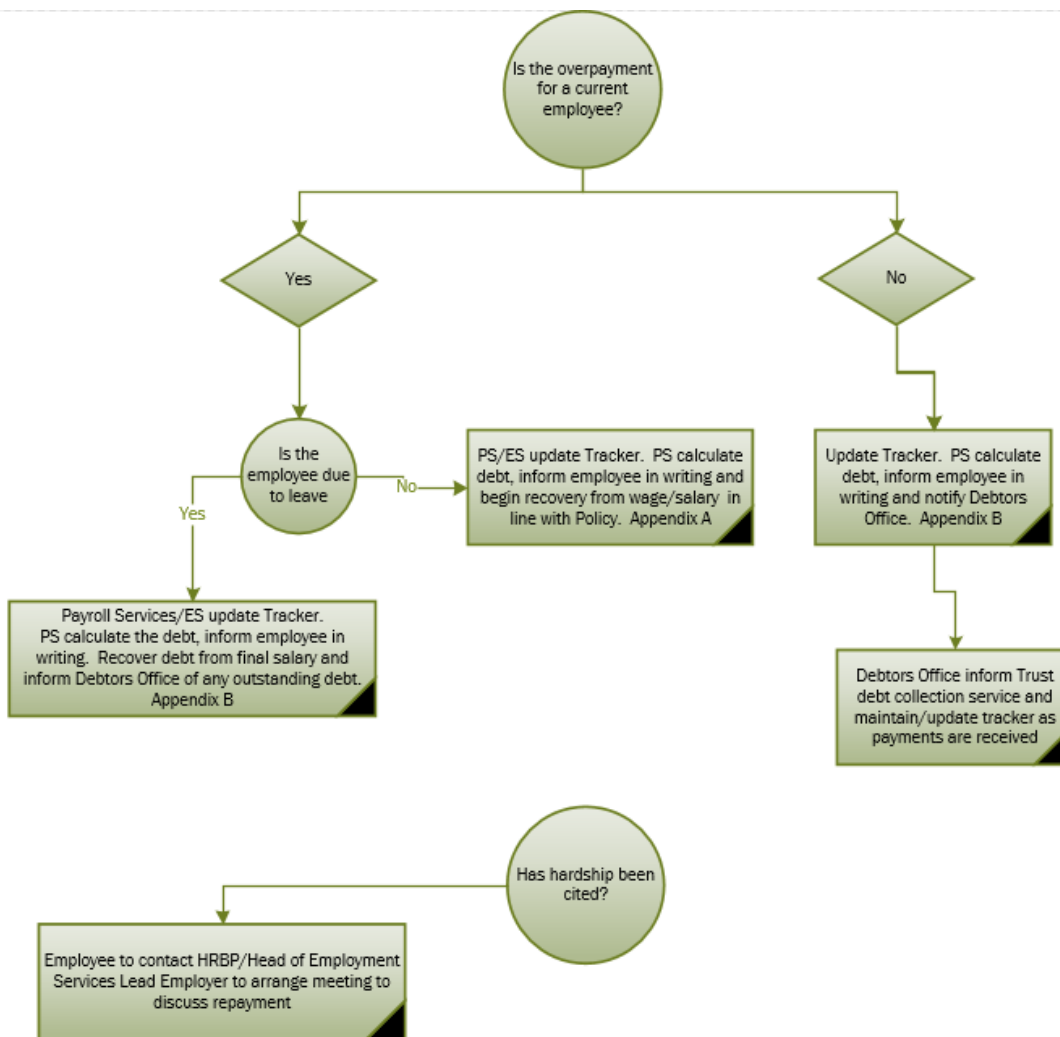 Is the overpayment
for a current
employee?
Yes
No
Is the
employee due
to leave
No
Yes
PS/ES update Tracker.  PS calculate
debt, inform employee in writing and
begin recovery from wage/salary  in
line with Policy.  Appendix A
Update Tracker.  PS calculate
debt, inform employee in
writing and notify Debtors
Office.  Appendix B
Payroll Services/ES update Tracker.
PS calculate the debt, inform employee in
writing.  Recover debt from final salary and
inform Debtors Office of any outstanding debt.
Appendix B
Debtors Office inform Trust
debt collection service and
maintain/update tracker as
payments are received
Has hardship been
cited?
Employee to contact HRBP/Head of Employment
Services Lead Employer to arrange meeting to
discuss repayment